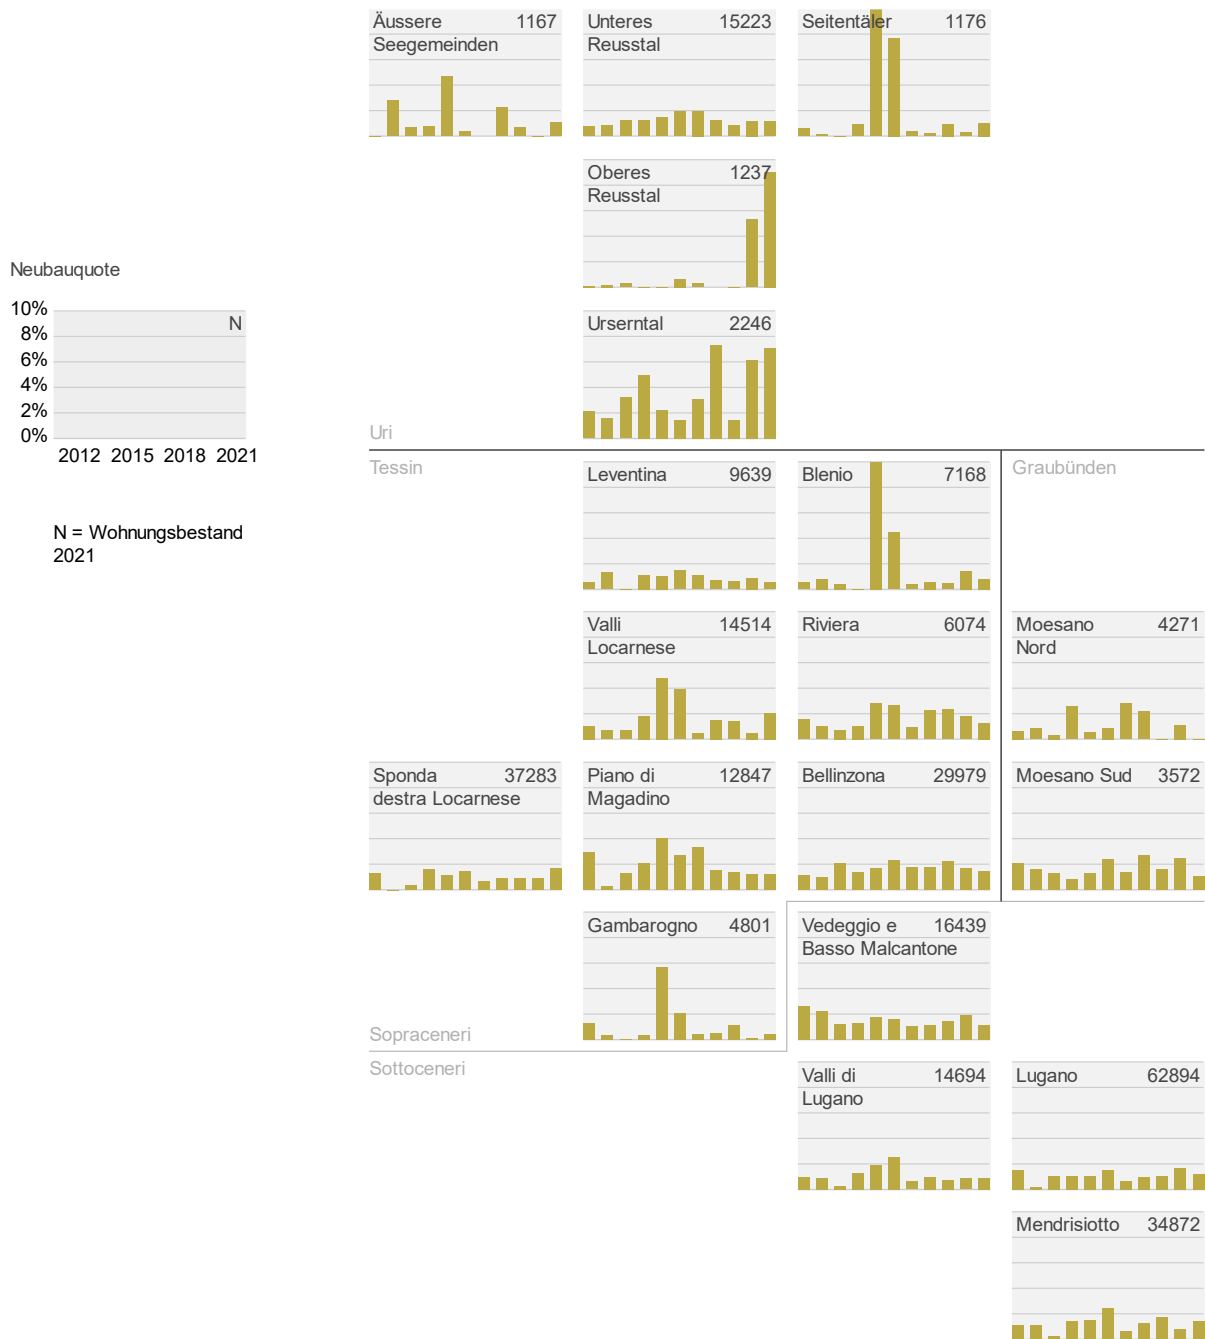 Äussere 1167
Seegemeinden
Unteres 15223
Reusstal
Seitentäler 1176
Oberes 1237
Reusstal
Neubauquote
10%
8%
6%
4%
2%
0%
N
2012 2015 2018 2021
N = Wohnungsbestand
2021
Urserntal 2246
Uri
Tessin
Leventina 9639
Blenio 7168
Graubünden
Valli 14514
Locarnese
Riviera 6074
Moesano 4271
Nord
Sponda 37283
destra Locarnese
Piano di 12847
Magadino
Bellinzona 29979
Moesano Sud 3572
Gambarogno 4801
Vedeggio e 16439
Basso Malcantone
Sopraceneri
Sottoceneri
Valli di 14694
Lugano
Lugano 62894
Mendrisiotto 34872